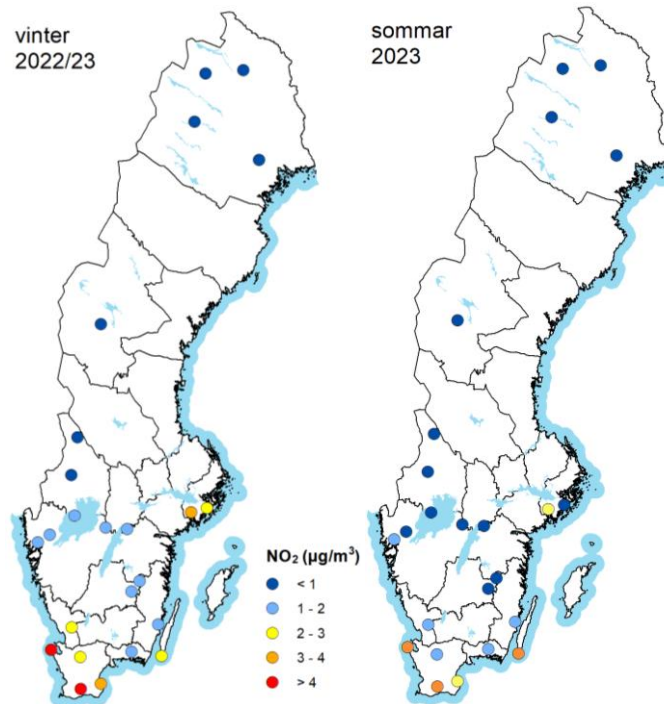 vinter
2022/23
sommar
2023
NO₂ (µg/m³)
< 1
1 - 2
2 - 3
3 - 4
> 4